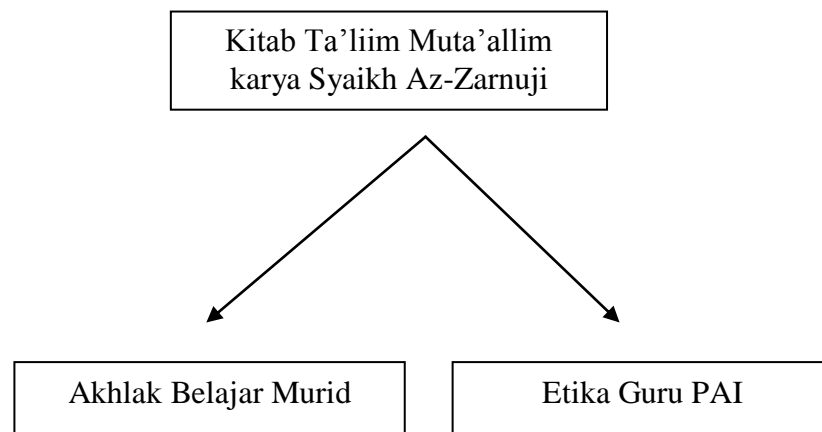 Kitab Ta’liim Muta’allim
karya Syaikh Az-Zarnuji
Akhlak Belajar Murid
Etika Guru PAI